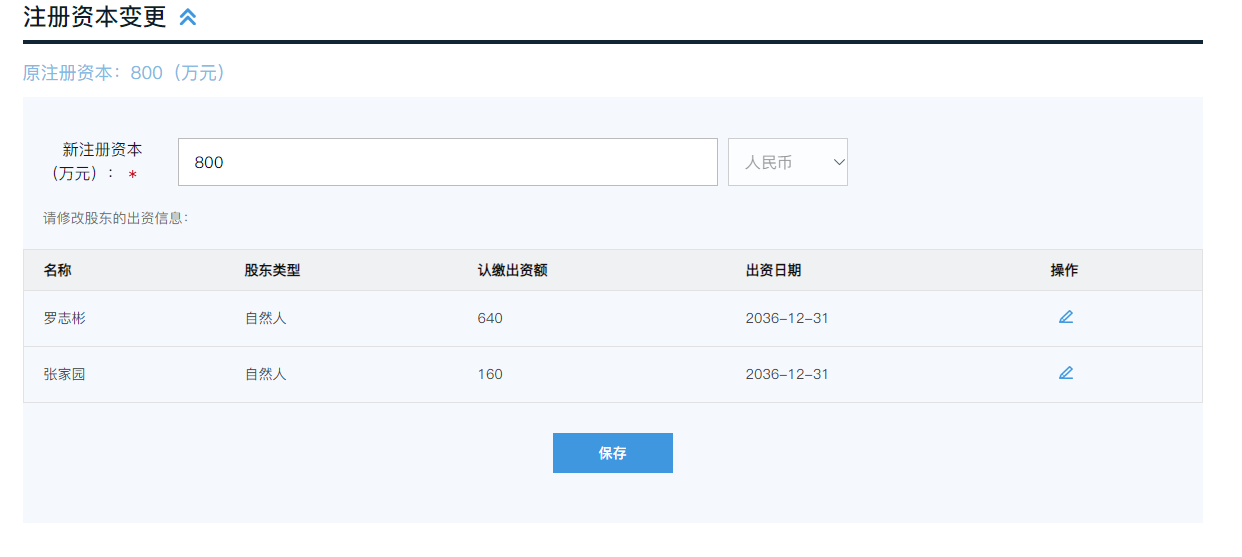 注册资本变更
原注册资本：800（万元）
新注册资本
（万元）：*
800
人民币
请修改股东的出资信息：
名称 股东类型 认缴出资额 出资日期 操作
罗志彬 自然人 640 2036-12-31
张家园 自然人 160 2036-12-31
保存